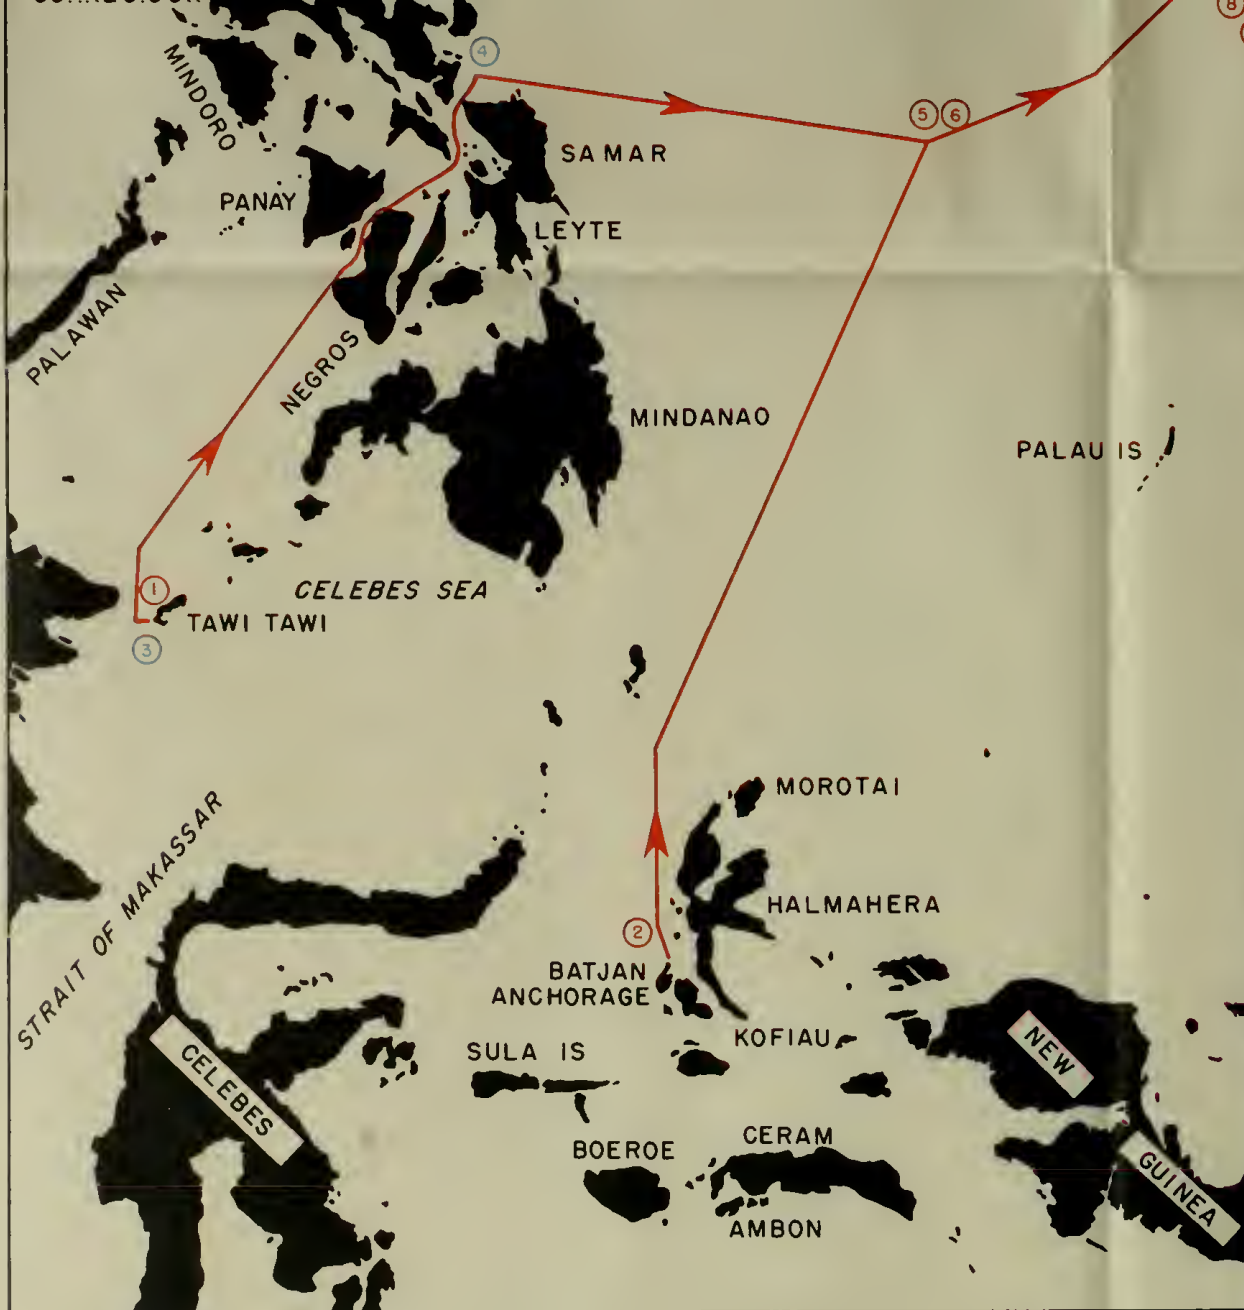 8
4
MINDORO
5 6
SAMAR
PANAY
LEYTE
PALAWAN
NEGROS
MINDANAO
PALAU IS
1
CELEBES SEA
TAWI TAWI
3
MOROTAI
STRAIT OF MAKASSAR
HALMAHERA
2
BATJAN
ANCHORAGE
KOFIAU
NEW
SULA IS
CELEBES
CERAM
BOEROE
GUINEA
AMBON